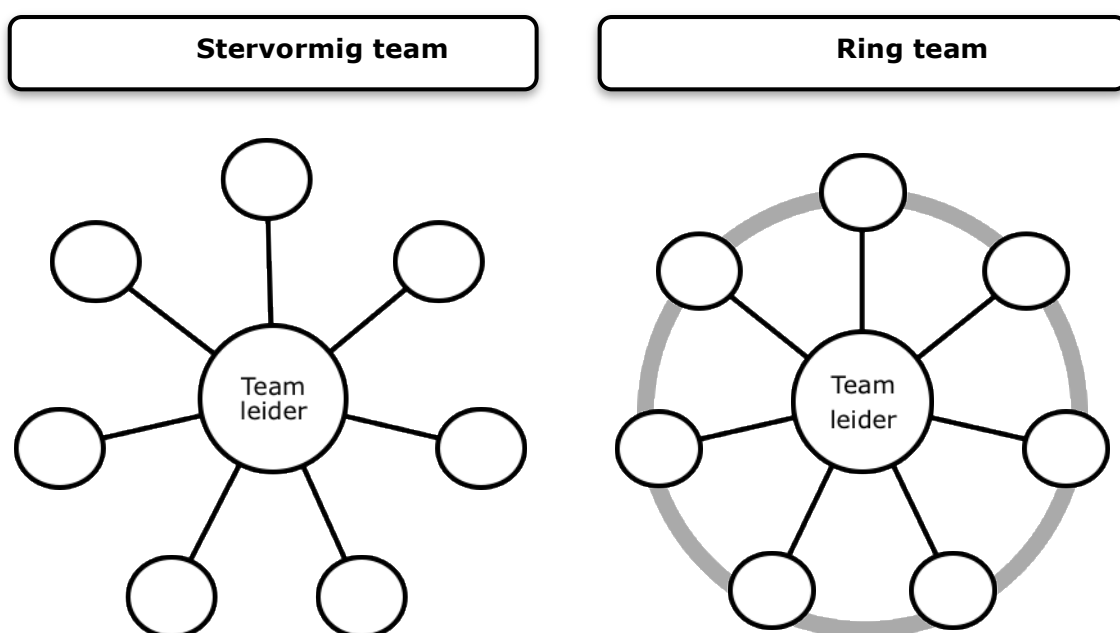 Stervormig team
Ring team
Team
leider
Team
leider